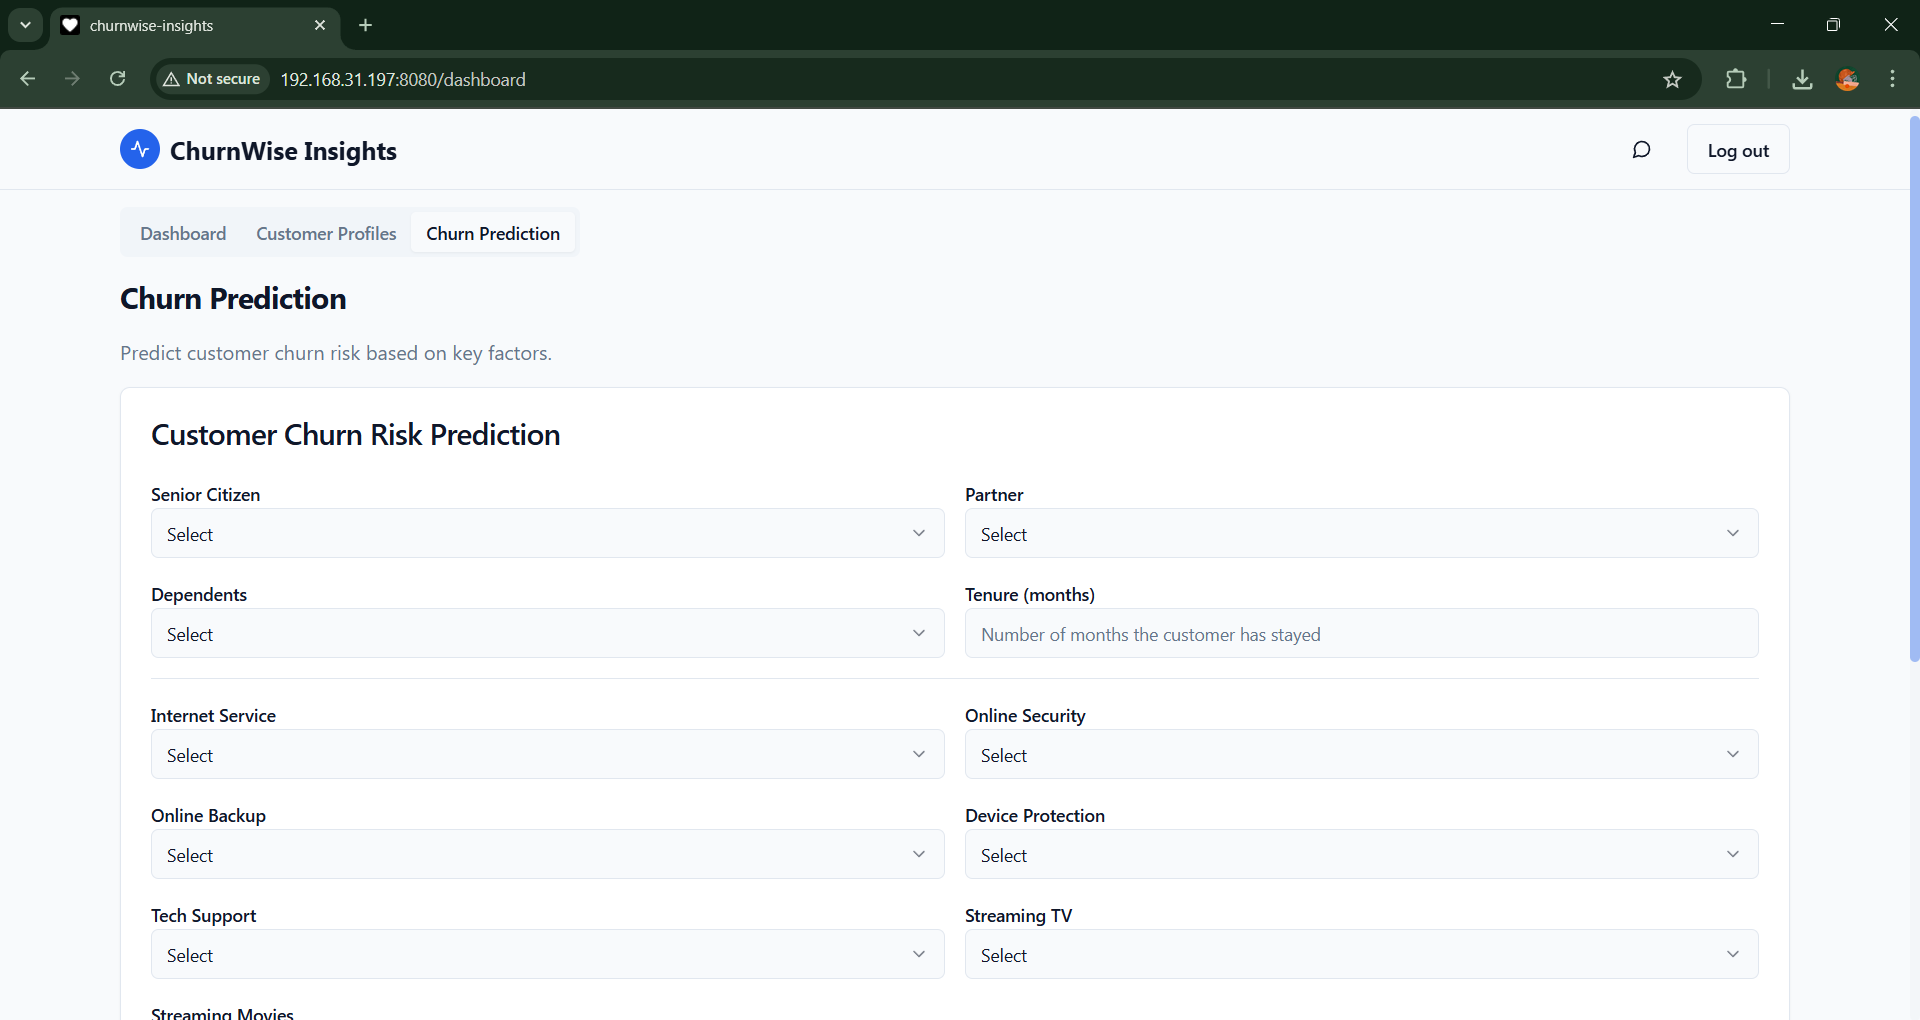 churnwise-insights
Not secure
192.168.31.197:8080/dashboard
ChurnWise Insights
Log out
Dashboard
Customer Profiles
Churn Prediction
Churn Prediction
Predict customer churn risk based on key factors.
Customer Churn Risk Prediction
Senior Citizen
Partner
Select
Select
Dependents
Tenure (months)
Select
Number of months the customer has stayed
Internet Service
Online Security
Select
Select
Online Backup
Device Protection
Select
Select
Tech Support
Streaming TV
Select
Select
Streaming Movies